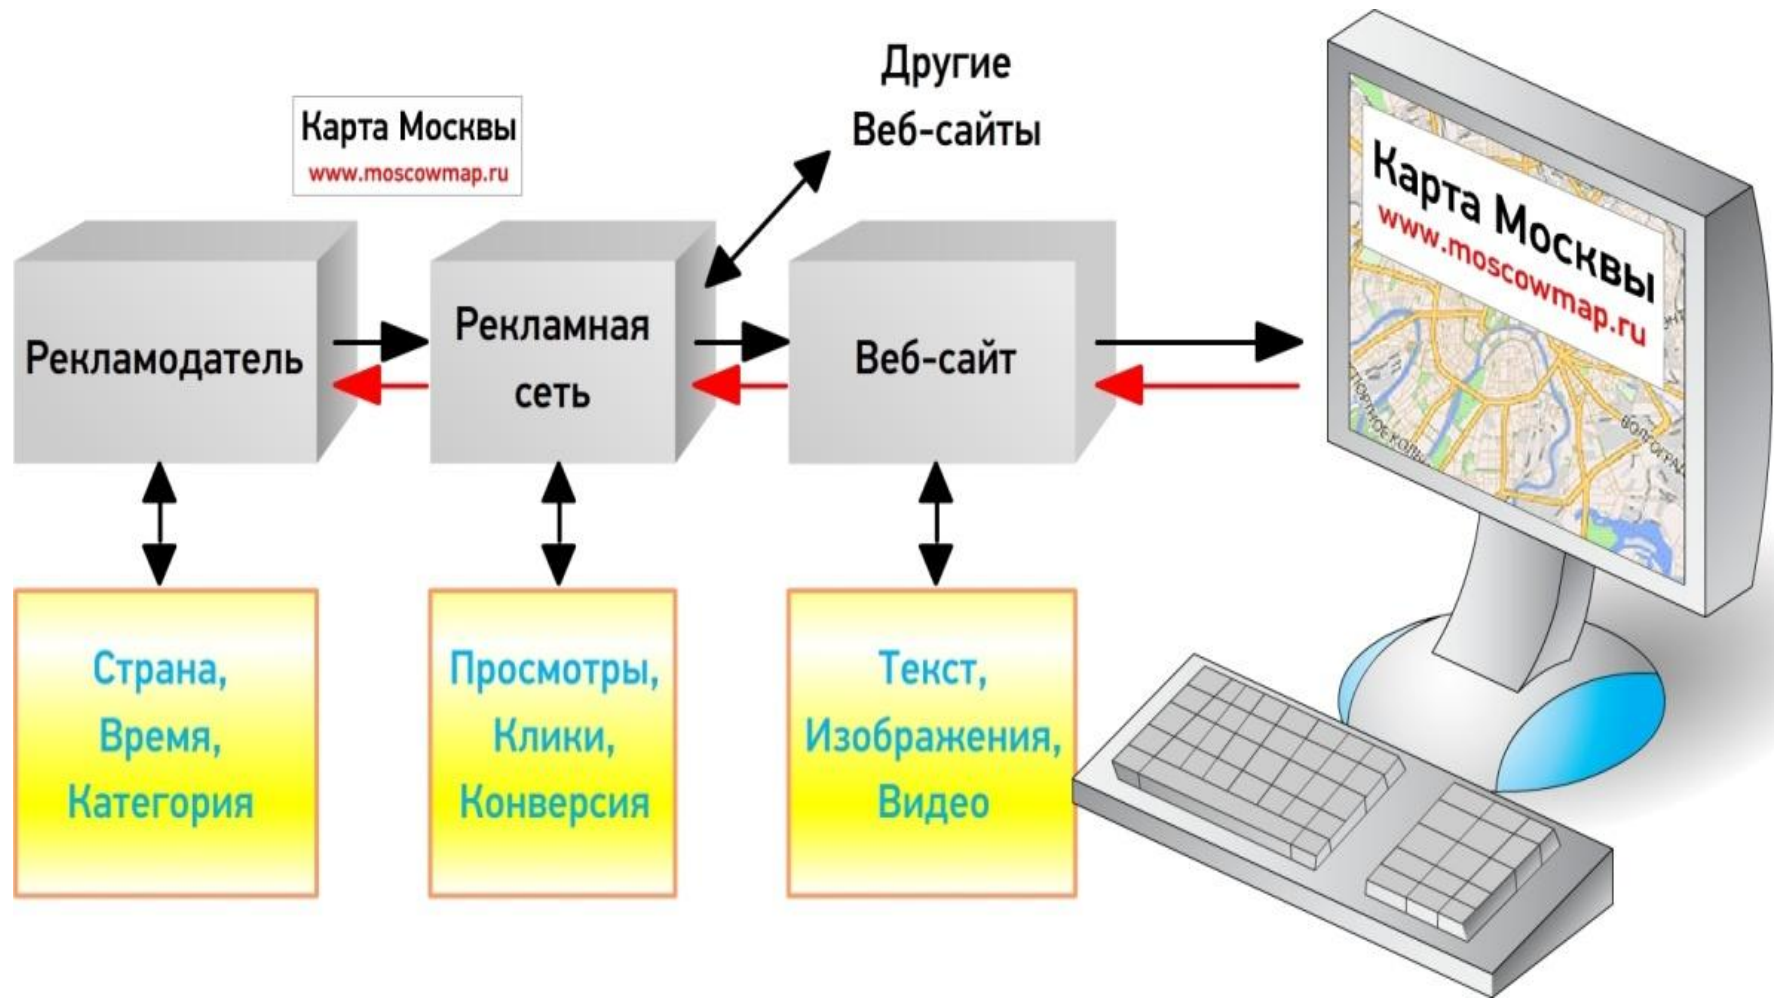 Другие
Веб-сайты
Карта Москвы
www.moscowmap.ru
Рекламодатель
Рекламная
сеть
Веб-сайт
Карта Москвы
www.moscowmap.ru
Страна,
Время,
Категория
Просмотры,
Клики,
Конверсия
Текст,
Изображения,
Видео